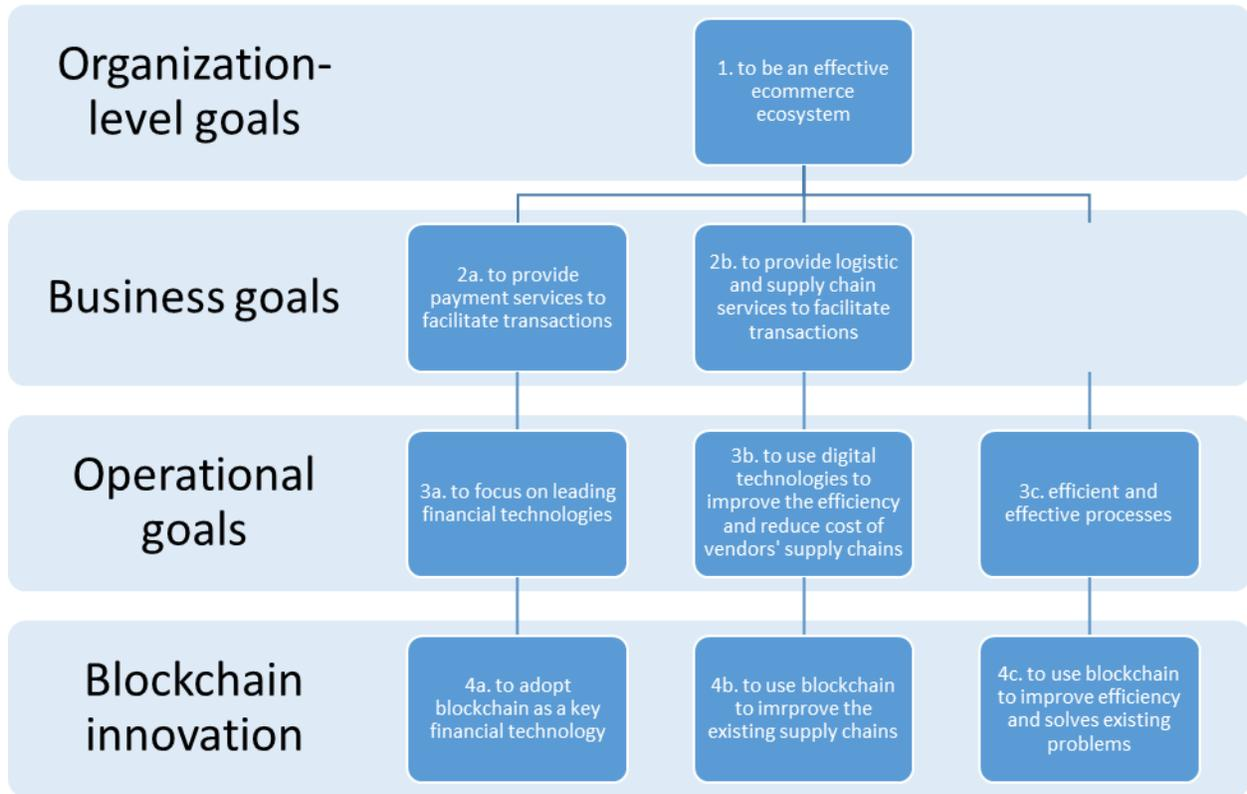 Organization-
level goals
1. to be an effective
ecommerce
ecosystem
Business goals
2a. to provide
payment services to
facilitate transactions
2b. to provide logistic
and supply chain
services to facilitate
transactions
Operational
goals
3a. to focus on leading
financial technologies
3b. to use digital
technologies to
improve the efficiency
and reduce cost of
vendors' supply chains
3c. efficient and
effective processes
Blockchain
innovation
4a. to adopt
blockchain as a key
financial technology
4b. to use blockchain
to imrprove the
existing supply chains
4c. to use blockchain
to improve efficiency
and solves existing
problems